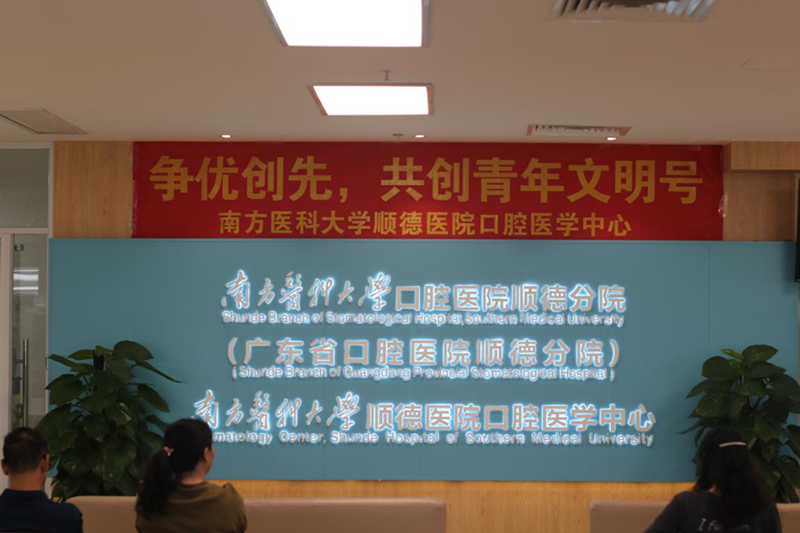 争优创先，共创青年文明号
南方医科大学顺德医院口腔医学中心
南方医科大学口腔医院顺德分院
Shunde Branch of Stomatological Hospital, Southern Medical University
（广东省口腔医院顺德分院）
( Shunde Branch of Guangdong Provincial Stomatological Hospital )
南方醫科大學 顺德医院口腔医学中心
matology Center, Shunde Hospital of Southern Medical University